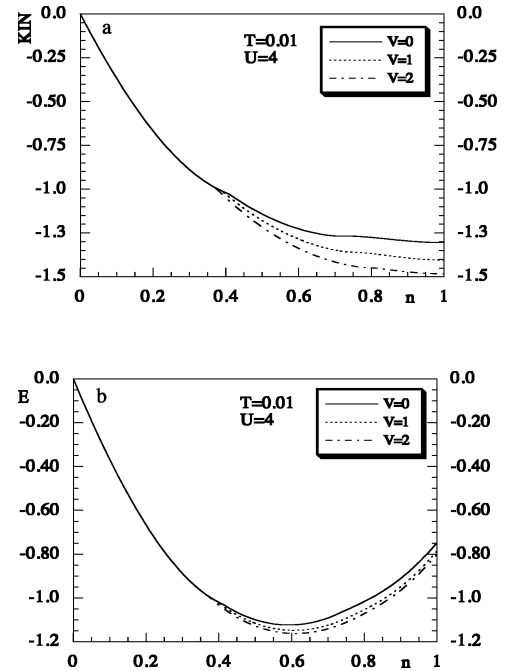 0.0 0.0
KIN a
T=0.01 V=0
-0.25 U=4 V=1 -0.25
V=2
-0.50 -0.50
-0.75 -0.75
-1.0 -1.0
-1.3 -1.3
-1.5 -1.5
0 0.2 0.4 0.6 0.8 n 1
0.0 0.0
E b
T=0.01 V=0
-0.20 U=4 V=1 -0.20
V=2
-0.40 -0.40
-0.60 -0.60
-0.80 -0.80
-1.0 -1.0
-1.2 -1.2
0 0.2 0.4 0.6 0.8 n 1